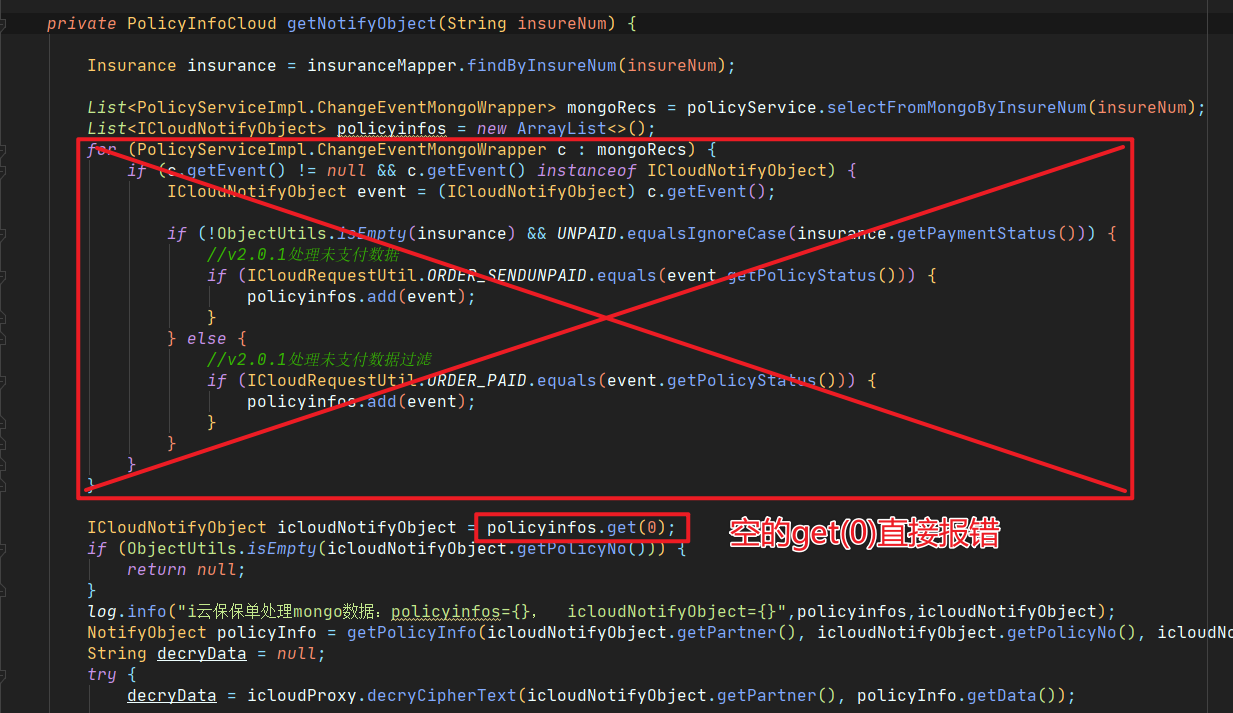 private PolicyInfoCloud getNotifyObject(String insureNum) {
Insurance insurance = insuranceMapper.findByInsureNum(insureNum);
List<PolicyServiceImpl.ChangeEventMongoWrapper> mongoRecs = policyService.selectFromMongoByInsureNum(insureNum);
List<ICloudNotifyObject> policyinfos = new ArrayList<>();
for (PolicyServiceImpl.ChangeEventMongoWrapper c : mongoRecs) {
if (c.getEvent() != null && c.getEvent() instanceof ICloudNotifyObject) {
ICloudNotifyObject event = (ICloudNotifyObject) c.getEvent();
if (!ObjectUtils.isEmpty(insurance) && UNPAID.equalsIgnoreCase(insurance.getPaymentStatus())) {
//v2.0.1处理未支付数据
if (ICloudRequestUtil.ORDER_SENDUNPAID.equals(event.getPolicyStatus())) {
policyinfos.add(event);
}
} else {
//v2.0.1处理未支付数据过滤
if (ICloudRequestUtil.ORDER_PAID.equals(event.getPolicyStatus())) {
policyinfos.add(event);
}
}
}
}
ICloudNotifyObject icloudNotifyObject = policyinfos.get(0);
空的get(0)直接报错
if (ObjectUtils.isEmpty(icloudNotifyObject.getPolicyNo())) {
return null;
}
log.info("i云保保单处理mongo数据：policyinfos={}， icloudNotifyObject={}",policyinfos,icloudNotifyObject);
NotifyObject policyInfo = getPolicyInfo(icloudNotifyObject.getPartner(), icloudNotifyObject.getPolicyNo(), icloudNo
String decryData = null;
try {
decryData = icloudProxy.decryCipherText(icloudNotifyObject.getPartner(), policyInfo.getData());